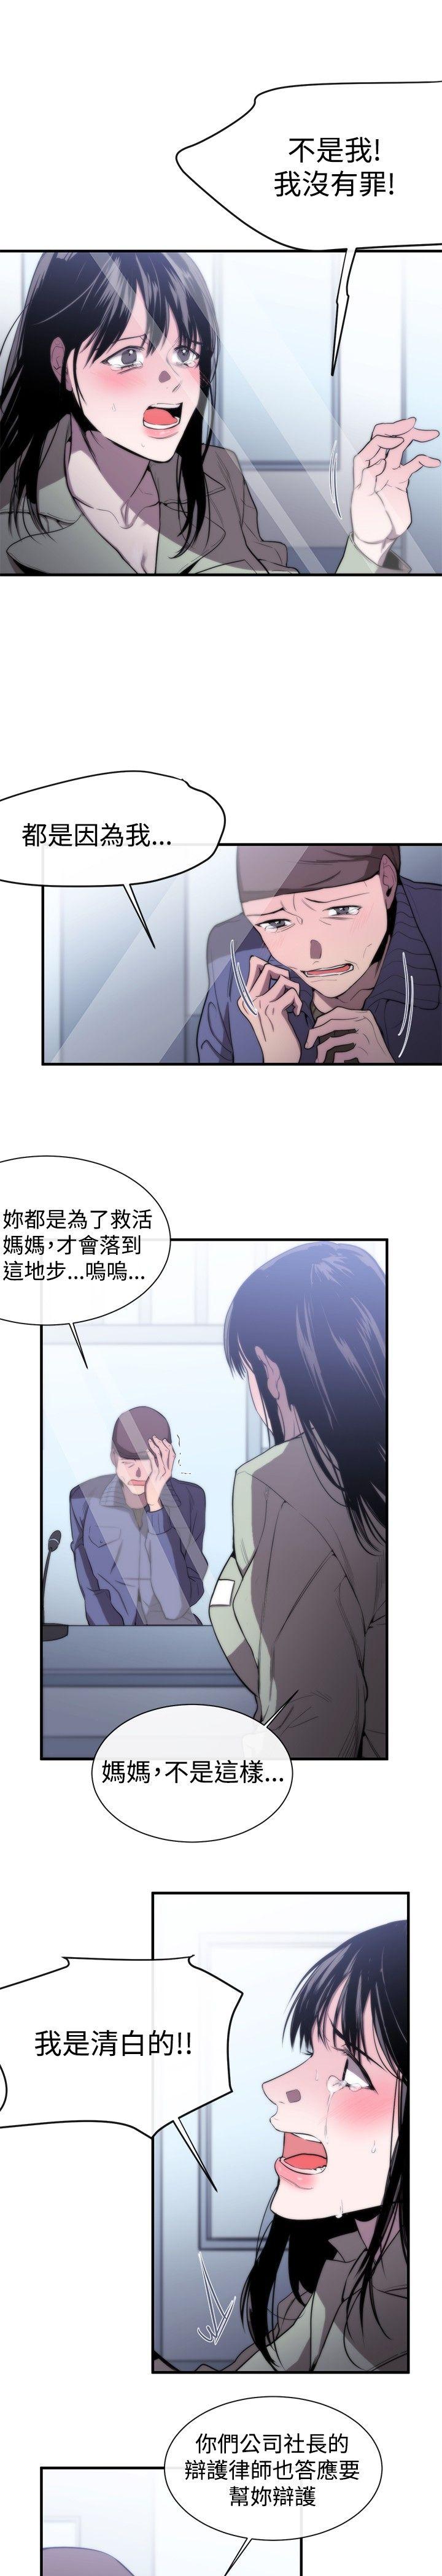 不是我!
我沒有罪!
都是因為我...
妳都是為了救活
媽媽,才會落到
這地步...嗚嗚...
媽媽,不是這樣...
我是清白的!!
你們公司社長的
辯護律師也答應要
幫妳辯護